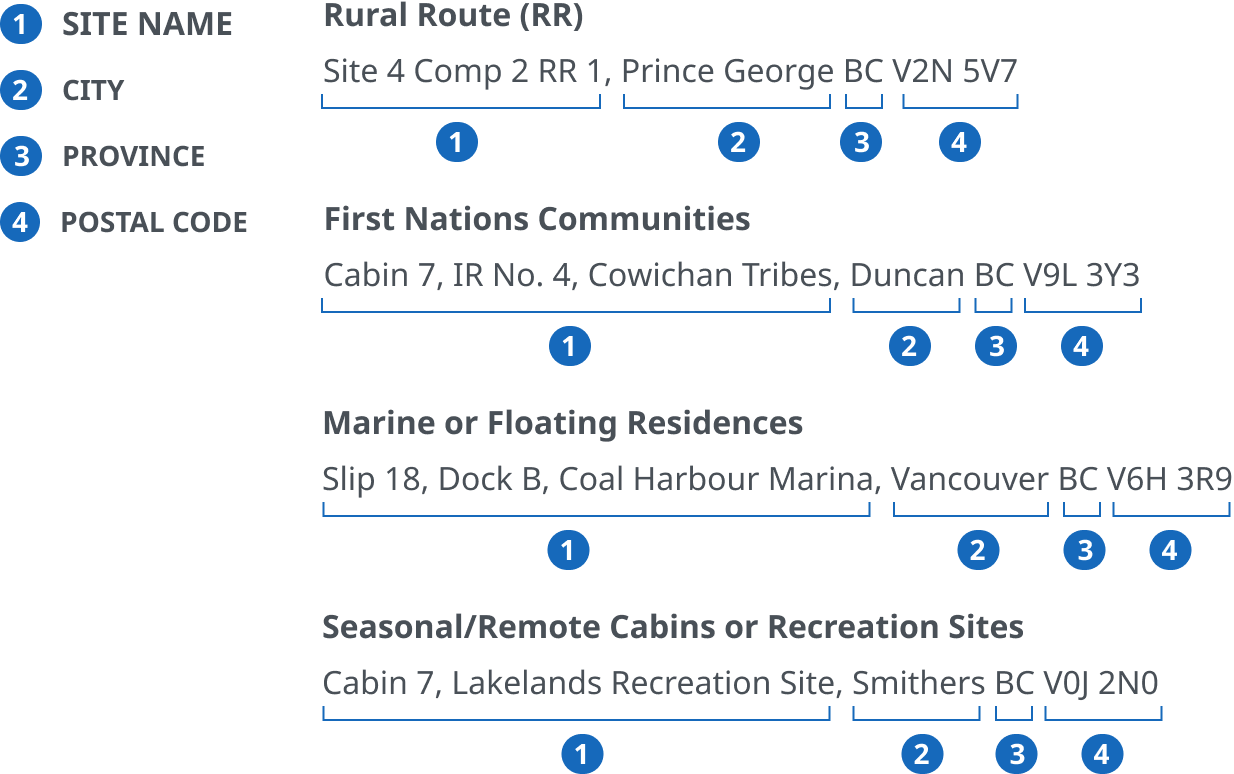 1 SITE NAME
2 CITY
3 PROVINCE
4 POSTAL CODE
Rural Route (RR)
Site 4 Comp 2 RR 1, Prince George BC V2N 5V7
1 2 3 4
First Nations Communities
Cabin 7, IR No. 4, Cowichan Tribes, Duncan BC V9L 3Y3
1 2 3 4
Marine or Floating Residences
Slip 18, Dock B, Coal Harbour Marina, Vancouver BC V6H 3R9
1 2 3 4
Seasonal/Remote Cabins or Recreation Sites
Cabin 7, Lakelands Recreation Site, Smithers BC V0J 2N0
1 2 3 4